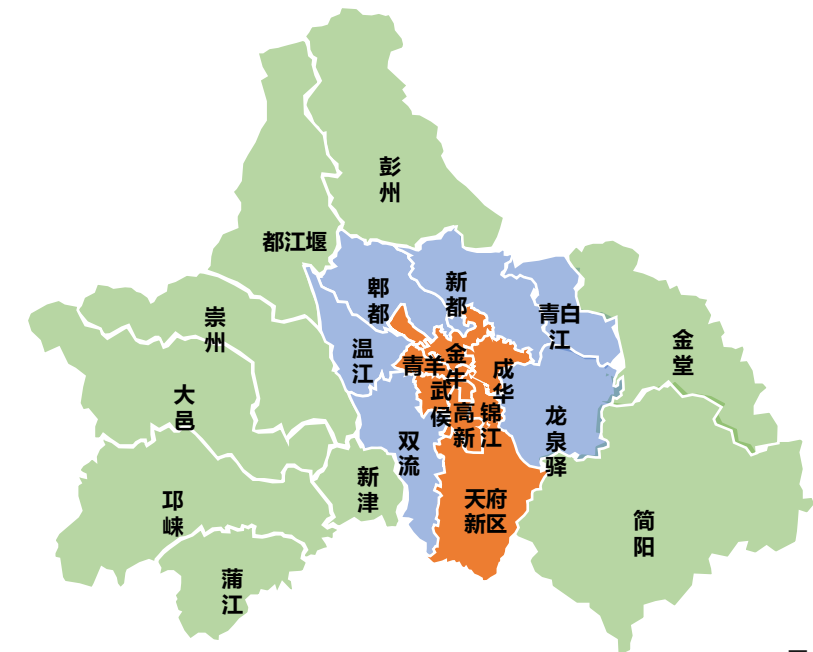 彭州
都江堰
郫都
新都
青白江
崇州
温江
金堂
青羊
金牛
成华
大邑
武侯
高新
锦江
龙泉驿
双流
新津
邛崃
天府新区
简阳
蒲江